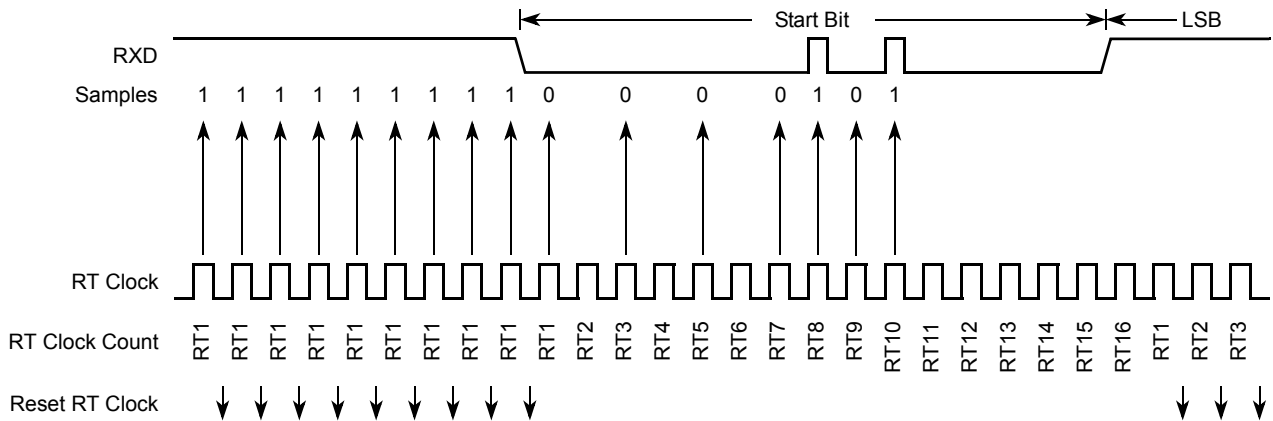 Start Bit LSB
RXD
Samples 1 1 1 1 1 1 1 1 1 0 0 0 0 1 0 1
RT Clock
RT Clock Count RT1 RT1 RT1 RT1 RT1 RT1 RT1 RT1 RT1 RT1 RT2 RT3 RT4 RT5 RT6 RT7 RT8 RT9 RT10 RT11 RT12 RT13 RT14 RT15 RT16 RT1 RT2 RT3
Reset RT Clock